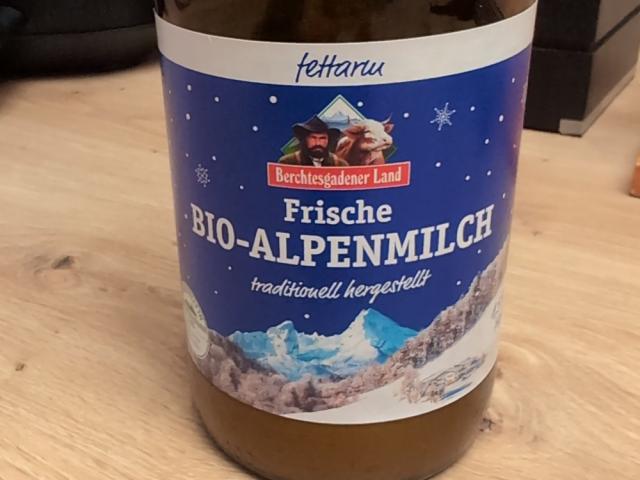 fettarm
Berchtesgadener Land
Frische
BIO-ALPENMILCH
traditionell hergestellt